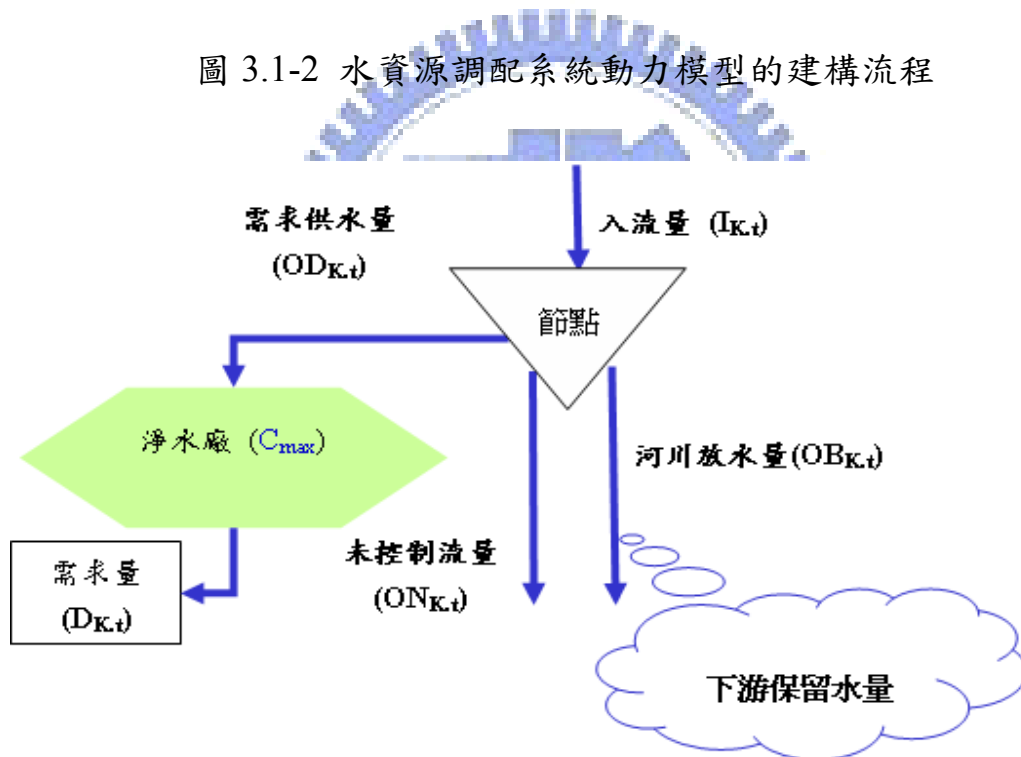 圖 3.1-2 水資源調配系統動力模型的建構流程
需求供水量
(OD_K.t)
入流量 (I_K.t)
節點
淨水廠 (C_max)
河川放水量(OB_K.t)
需求量
(D_K.t)
未控制流量
(ON_K.t)
下游保留水量